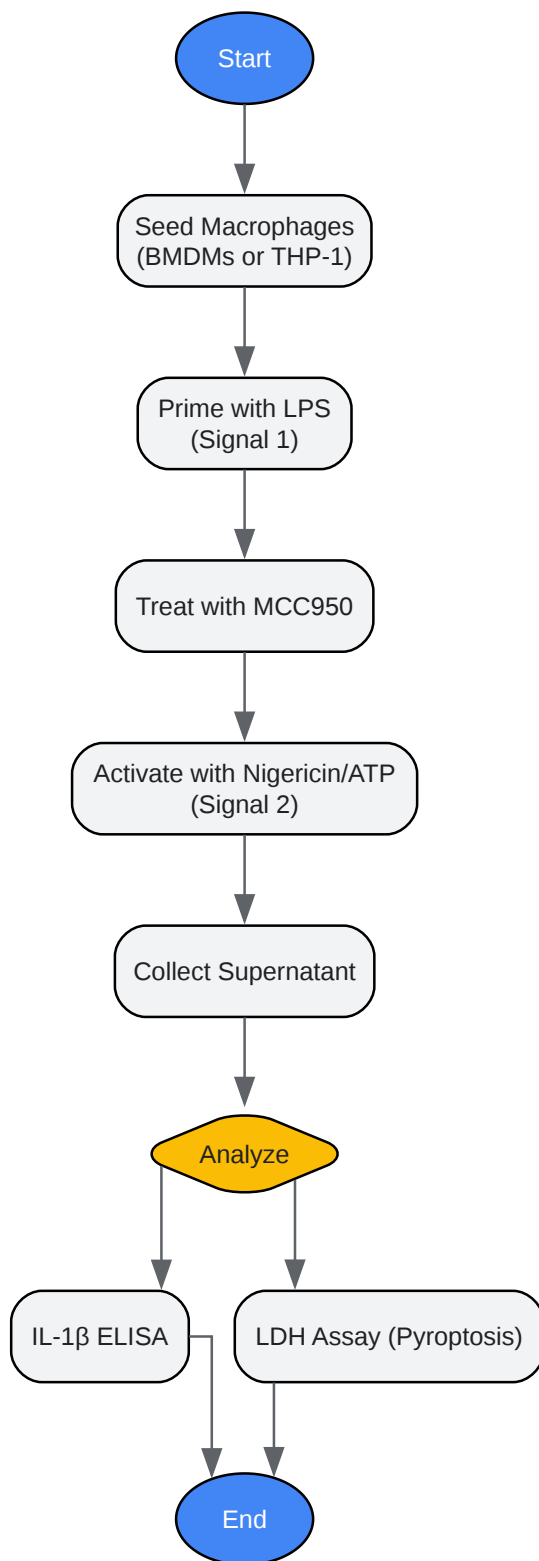 Start
Seed Macrophages
(BMDMs or THP-1)
Prime with LPS
(Signal 1)
Treat with MCC950
Activate with Nigericin/ATP
(Signal 2)
Collect Supernatant
Analyze
IL-1β ELISA
LDH Assay (Pyroptosis)
End